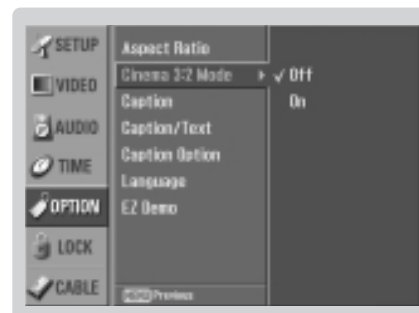 SETUP
VIDEO
AUDIO
TIME
OPTION
LOCK
CABLE
Aspect Ratio
Cinema 3:2 Mode
Caption
Caption/Text
Caption Option
Language
EZ Demo
Previous
Off
On